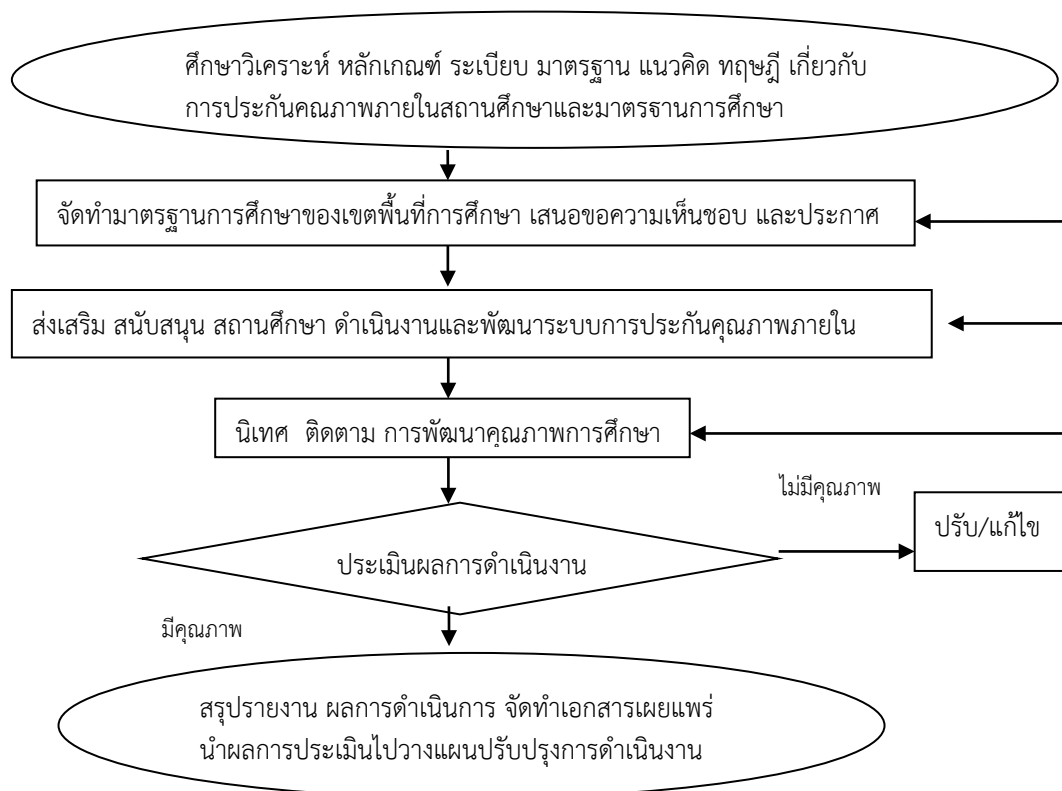 ศึกษาวิเคราะห์ หลักเกณฑ์ ระเบียบ มาตรฐาน แนวคิด ทฤษฎี เกี่ยวกับ
การประกันคุณภาพภายในสถานศึกษาและมาตรฐานการศึกษา
จัดทำมาตรฐานการศึกษาของเขตพื้นที่การศึกษา เสนอขอความเห็นชอบ และประกาศ
ส่งเสริม สนับสนุน สถานศึกษา ดำเนินงานและพัฒนาระบบการประกันคุณภาพภายใน
นิเทศ ติดตาม การพัฒนาคุณภาพการศึกษา
ไม่มีคุณภาพ
ปรับ/แก้ไข
ประเมินผลการดำเนินงาน
มีคุณภาพ
สรุปรายงาน ผลการดำเนินการ จัดทำเอกสารเผยแพร่
นำผลการประเมินไปวางแผนปรับปรุงการดำเนินงาน